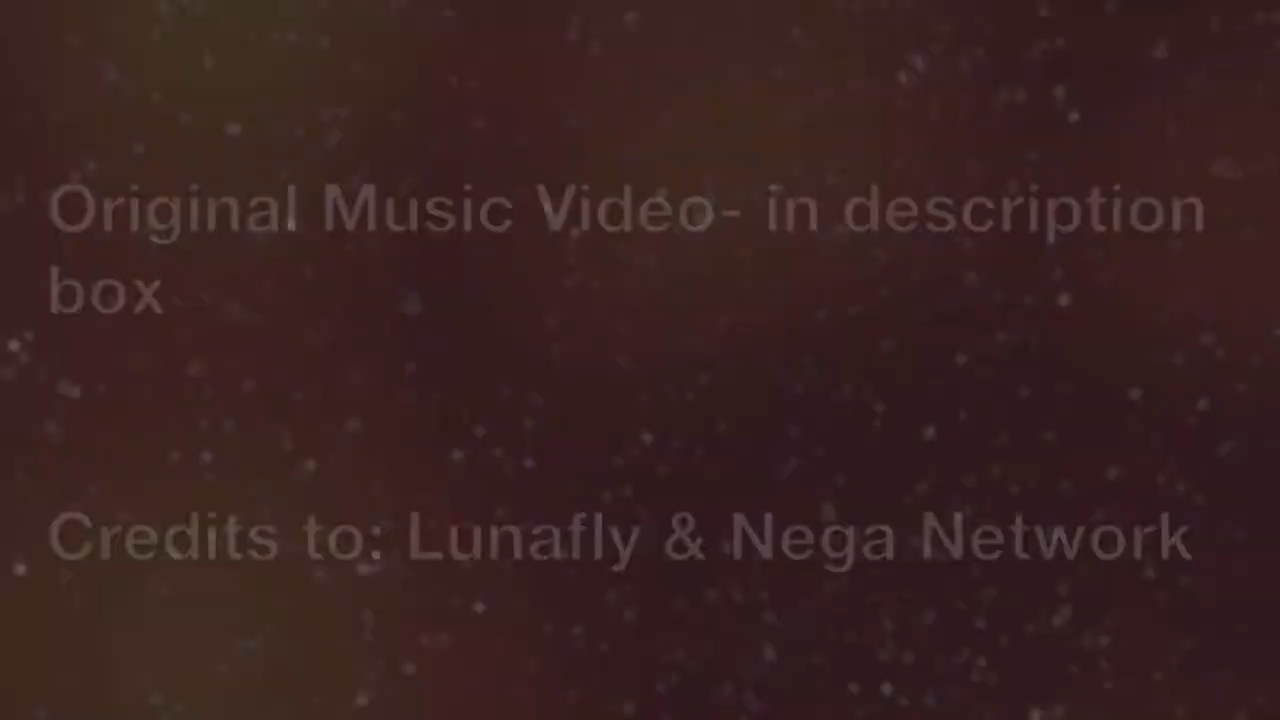 Original Music Video- in description
box
Credits to: Lunafly & Nega Network